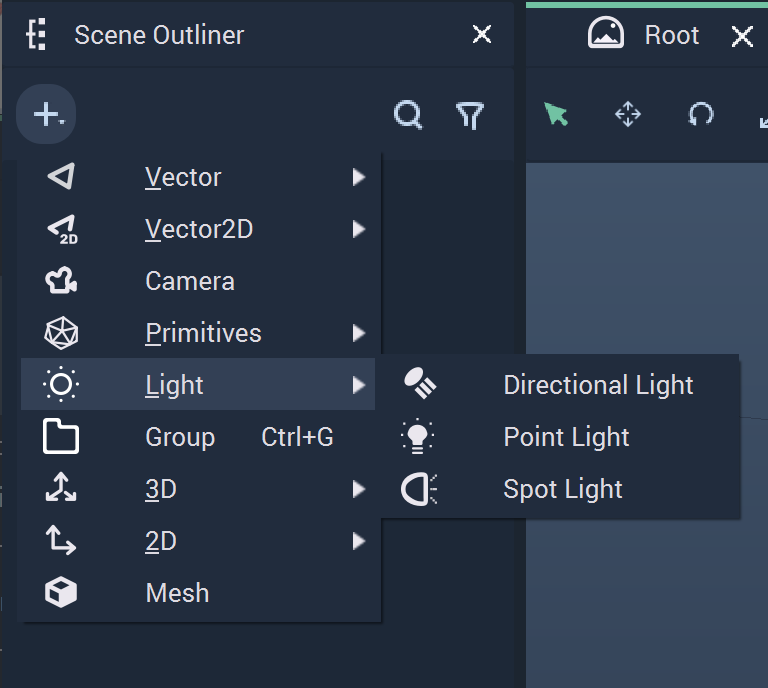 Scene Outliner
Root
Vector
Vector2D
2D
Camera
Primitives
Light
Directional Light
Group Ctrl+G
Point Light
3D
Spot Light
2D
Mesh